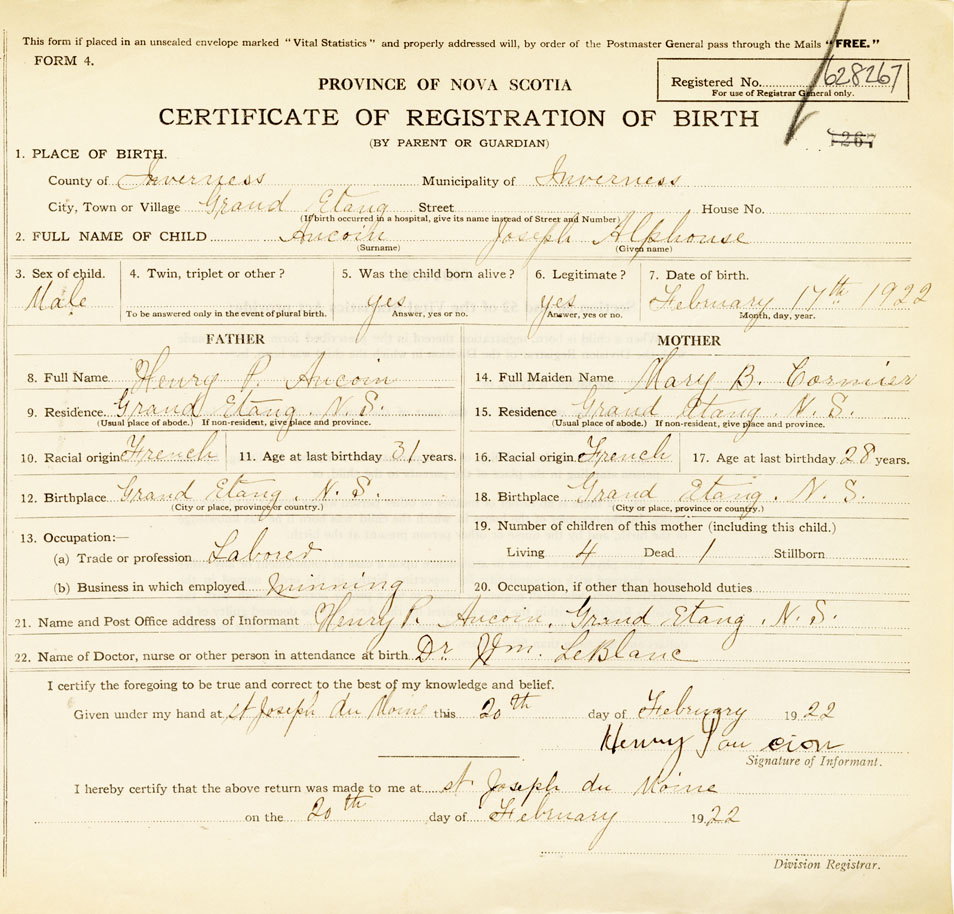 This form if placed in an unsealed envelope marked "Vital Statistics" and properly addressed will, by order of the Postmaster General pass through the Mails "FREE."
FORM 4.
PROVINCE OF NOVA SCOTIA
Registered No. 628267
For use of Registrar General only.
CERTIFICATE OF REGISTRATION OF BIRTH
(BY PARENT OR GUARDIAN)
1. PLACE OF BIRTH.
County of Inverness Municipality of Inverness
City, Town or Village Grand Etang Street House No.
(If birth occurred in a hospital, give its name instead of Street and Number)
2. FULL NAME OF CHILD Aucoin Joseph Alphouse
(Surname) (Given name)
3. Sex of child. 4. Twin, triplet or other? 5. Was the child born alive? 6. Legitimate? 7. Date of birth.
Male yes yes February 17th 1922
To be answered only in the event of plural birth. Answer, yes or no. Answer, yes or no. Month, day, year.
FATHER MOTHER
8. Full Name Henry P. Aucoin 14. Full Maiden Name Mary B. Cormier
9. Residence Grand Etang. N. S. 15. Residence Grand Etang. N. S.
(Usual place of abode.) If non-resident, give place and province. (Usual place of abode.) If non-resident, give place and province.
10. Racial origin French 11. Age at last birthday 31 years. 16. Racial origin French 17. Age at last birthday 28 years.
12. Birthplace Grand Etang. N. S. 18. Birthplace Grand Etang. N. S.
(City or place, province or country.) (City or place, province or country.)
13. Occupation:— 19. Number of children of this mother (including this child.)
(a) Trade or profession Laborer Living 4 Dead 1 Stillborn
(b) Business in which employed minning 20. Occupation, if other than household duties
21. Name and Post Office address of Informant Henry P. Aucoin, Grand Etang. N. S.
22. Name of Doctor, nurse or other person in attendance at birth Dr. Wm. LeBlanc
I certify the foregoing to be true and correct to the best of my knowledge and belief.
Given under my hand at st Joseph du Moine this 20th day of February 1922
Henry
Signature of Informant.
I hereby certify that the above return was made to me at st Joseph du Moine
on the 20th day of February 1922
Division Registrar.